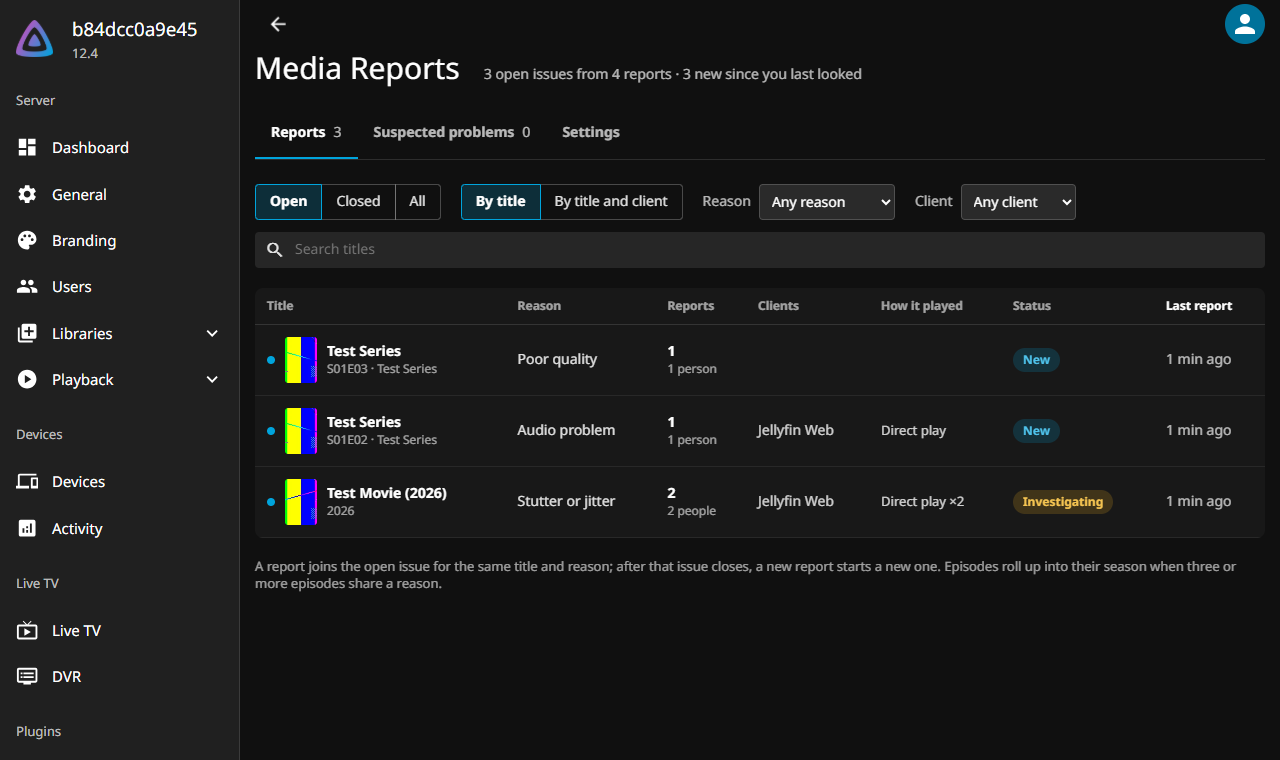 b84dcc0a9e45
12.4
Server
Dashboard
General
Branding
Users
Libraries
Playback
Devices
Devices
Activity
Live TV
Live TV
DVR
Plugins
Media Reports 3 open issues from 4 reports · 3 new since you last looked
Reports 3 Suspected problems 0 Settings
Open Closed All By title By title and client Reason Any reason Client Any client
Search titles
Title Reason Reports Clients How it played Status Last report
Test Series Poor quality 1 New 1 min ago
S01E03 · Test Series 1 person
Test Series Audio problem 1 Jellyfin Web Direct play New 1 min ago
S01E02 · Test Series 1 person
Test Movie (2026) Stutter or jitter 2 Jellyfin Web Direct play ×2 Investigating 1 min ago
2026 2 people
A report joins the open issue for the same title and reason; after that issue closes, a new report starts a new one. Episodes roll up into their season when three or
more episodes share a reason.